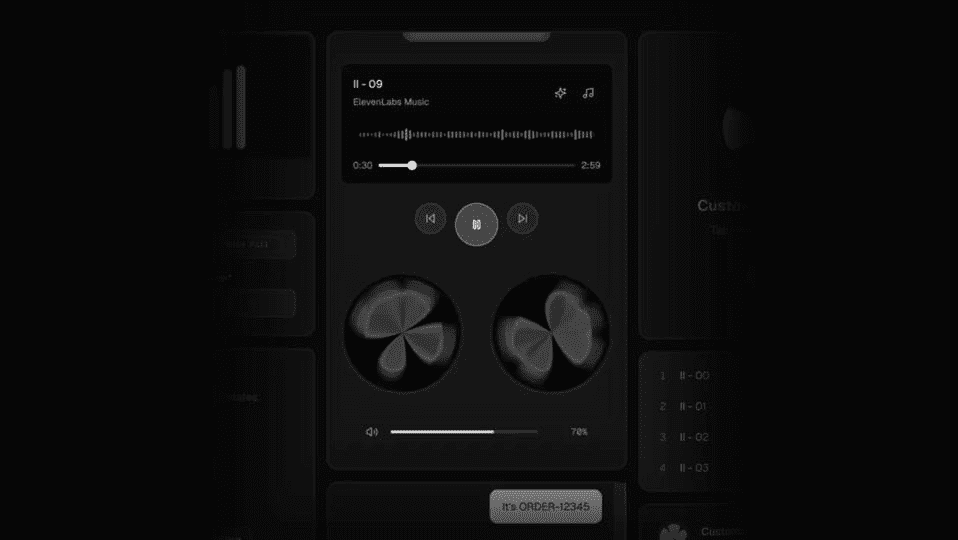 II - 09
ElevenLabs Music
0:30
2:59
70%
It's ORDER-12345
1 II - 00
2 II - 01
3 II - 02
4 II - 03